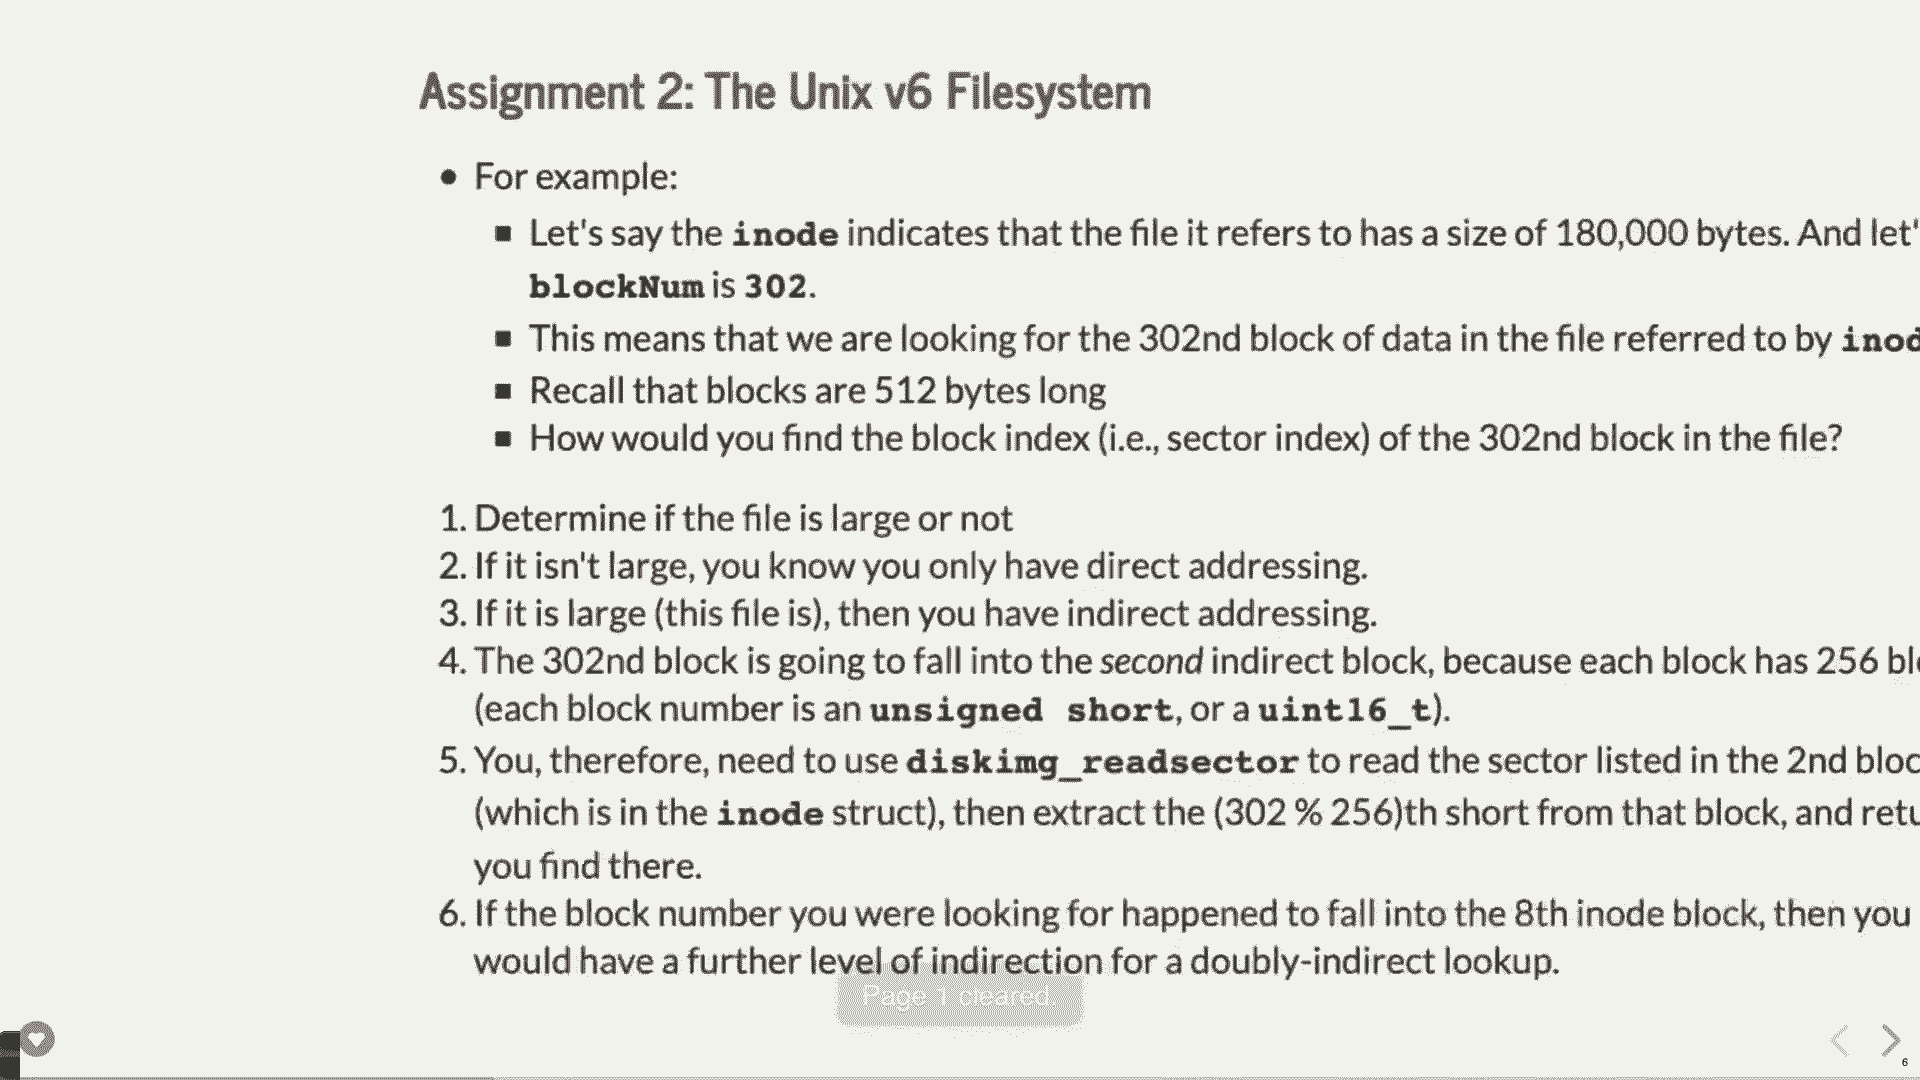 Assignment 2: The Unix v6 Filesystem
• For example:
▪ Let's say the inode indicates that the file it refers to has a size of 180,000 bytes. And let'
blockNum is 302.
▪ This means that we are looking for the 302nd block of data in the file referred to by inod
▪ Recall that blocks are 512 bytes long
▪ How would you find the block index (i.e., sector index) of the 302nd block in the file?
1. Determine if the file is large or not
2. If it isn't large, you know you only have direct addressing.
3. If it is large (this file is), then you have indirect addressing.
4. The 302nd block is going to fall into the second indirect block, because each block has 256 blo
(each block number is an unsigned short, or a uint16_t).
5. You, therefore, need to use diskimg_readsector to read the sector listed in the 2nd bloc
(which is in the inode struct), then extract the (302 % 256)th short from that block, and retu
you find there.
6. If the block number you were looking for happened to fall into the 8th inode block, then you
would have a further level of indirection for a doubly-indirect lookup.
Page 1 cleared.
6